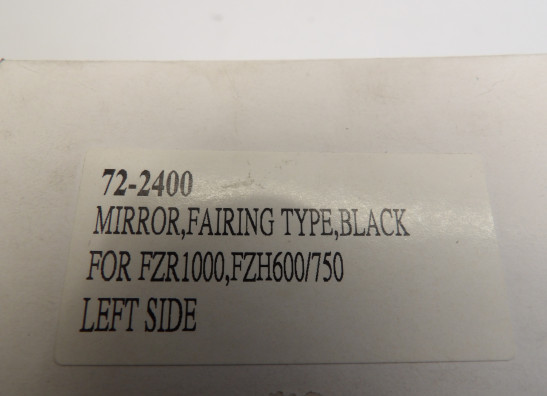 72-2400
MIRROR,FAIRING TYPE,BLACK
FOR FZR1000,FZH600/750
LEFT SIDE